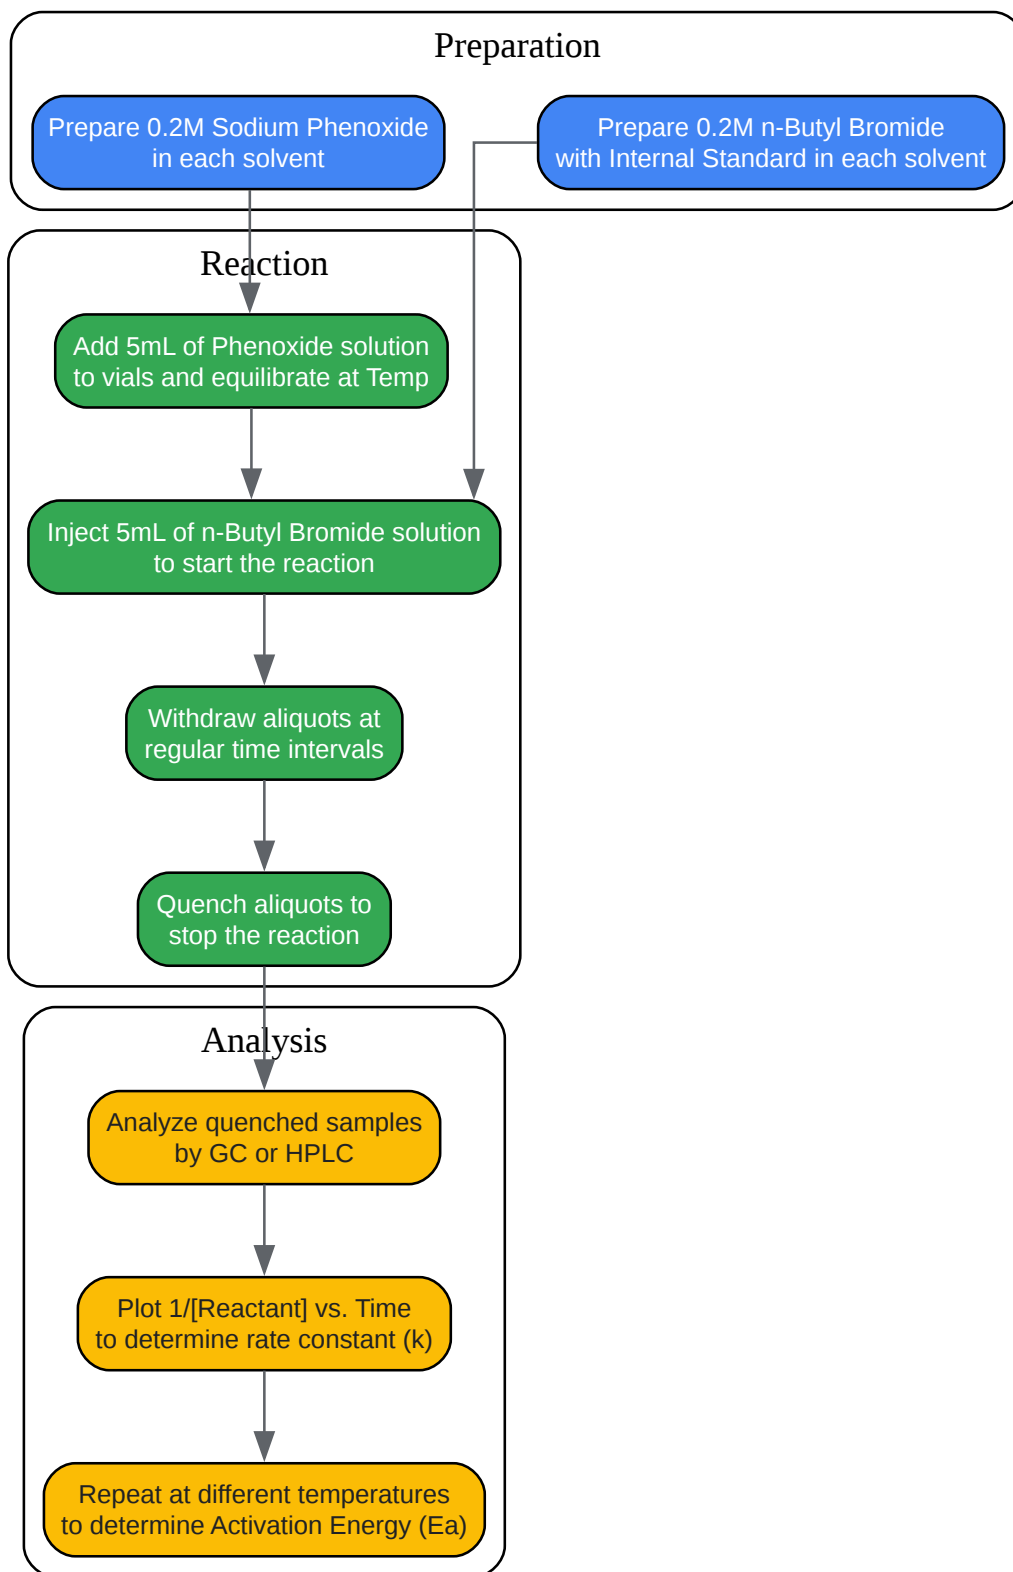 Preparation
Prepare 0.2M Sodium Phenoxide
in each solvent
Prepare 0.2M n-Butyl Bromide
with Internal Standard in each solvent
Reaction
Add 5mL of Phenoxide solution
to vials and equilibrate at Temp
Inject 5mL of n-Butyl Bromide solution
to start the reaction
Withdraw aliquots at
regular time intervals
Quench aliquots to
stop the reaction
Analysis
Analyze quenched samples
by GC or HPLC
Plot 1/[Reactant] vs. Time
to determine rate constant (k)
Repeat at different temperatures
to determine Activation Energy (Ea)